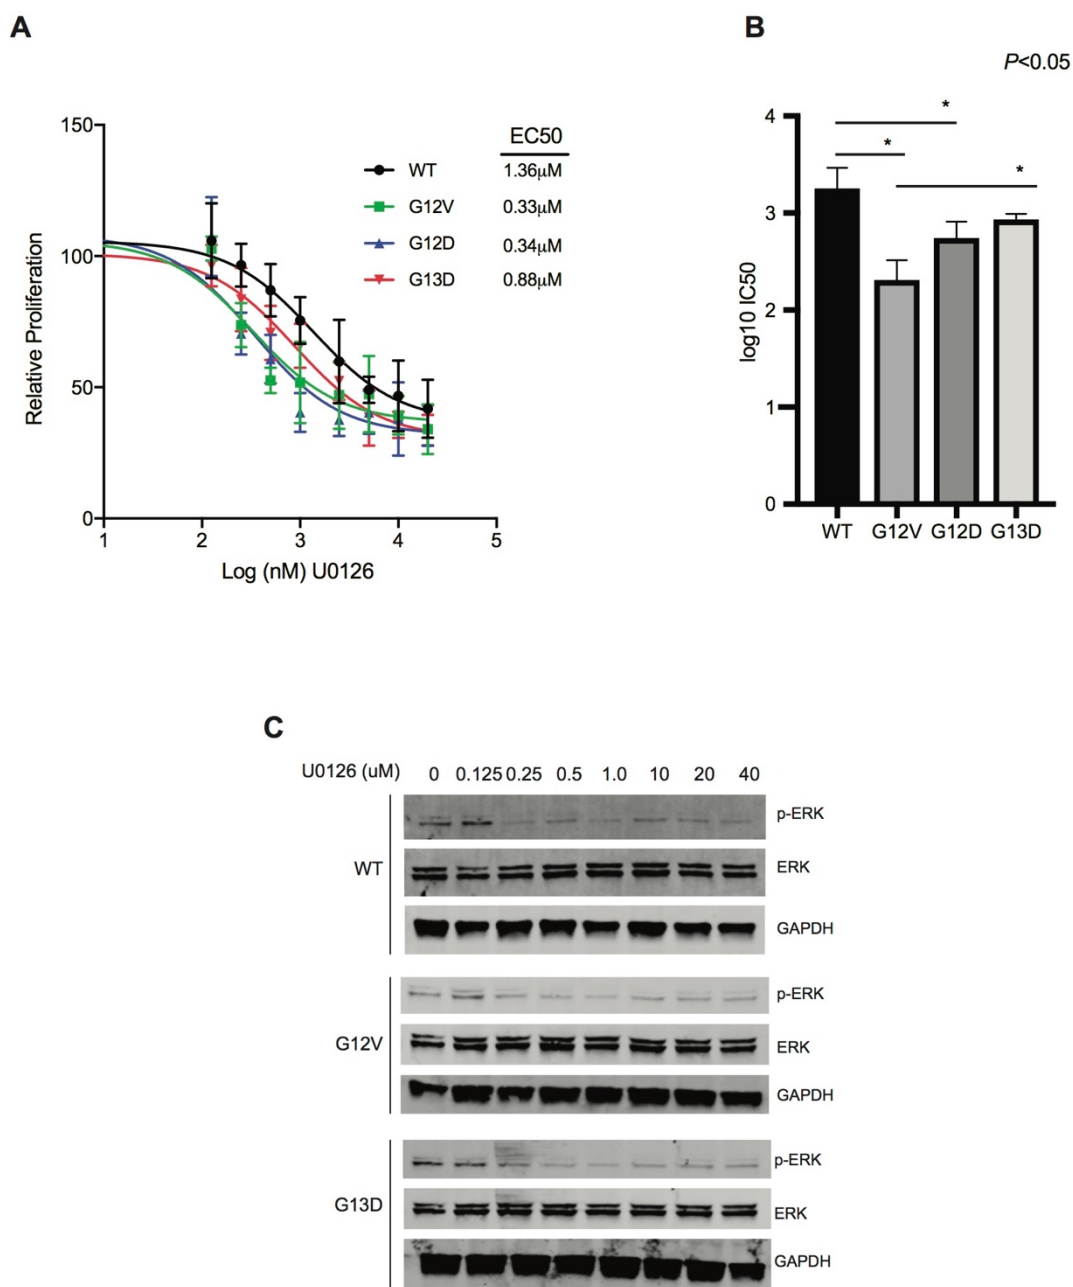 A
150
100
50
0
Relative Proliferation
1 2 3 4 5
Log (nM) U0126
EC50
WT 1.36μM
G12V 0.33μM
G12D 0.34μM
G13D 0.88μM
B
P<0.05
4
3
2
1
0
log10 IC50
* 
*
*
WT G12V G12D G13D
C
U0126 (uM) 0 0.125 0.25 0.5 1.0 10 20 40
WT
p-ERK
ERK
GAPDH
G12V
p-ERK
ERK
GAPDH
G13D
p-ERK
ERK
GAPDH